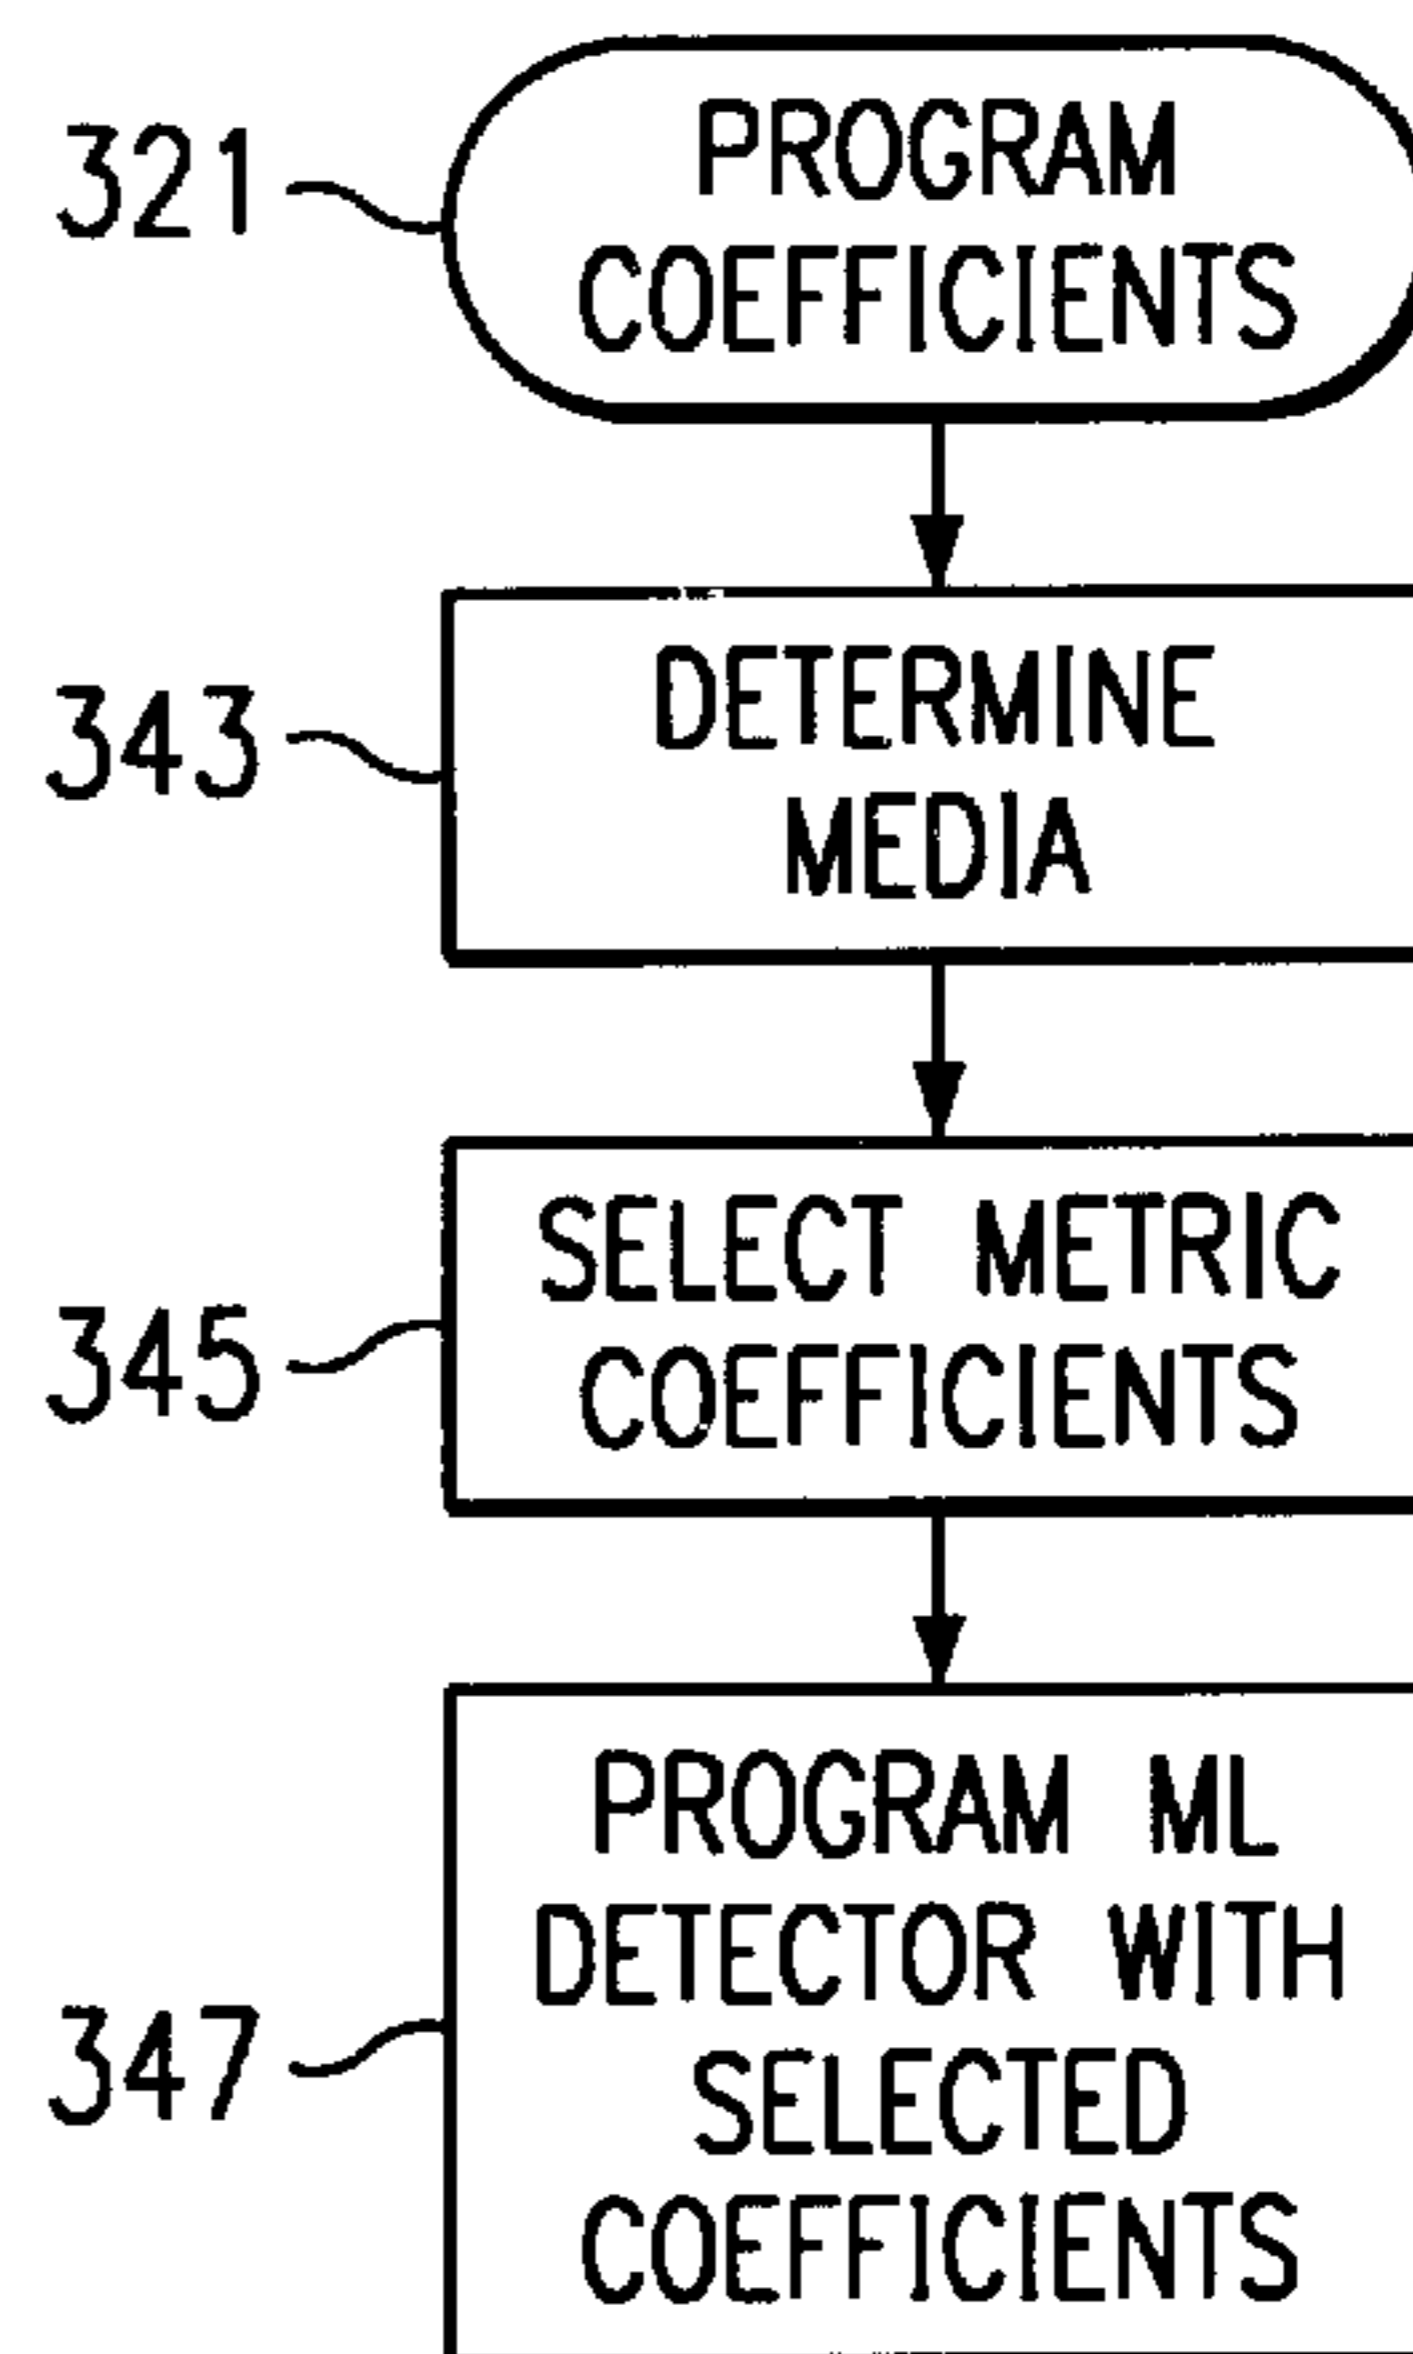 321
PROGRAM
COEFFICIENTS
343
DETERMINE
MEDIA
345
SELECT METRIC
COEFFICIENTS
347
PROGRAM ML
DETECTOR WITH
SELECTED
COEFFICIENTS